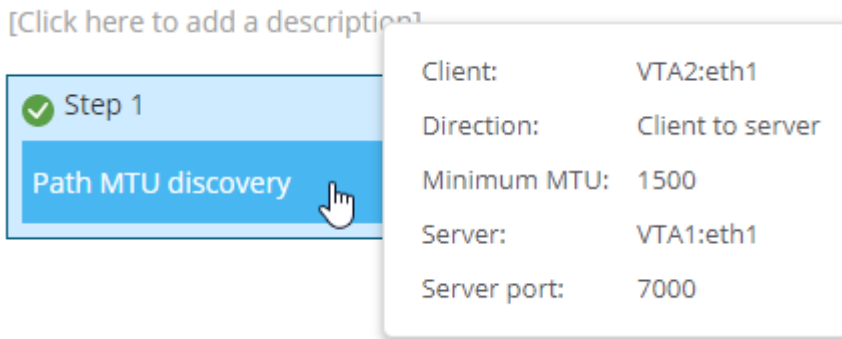 [Click here to add a description]
Step 1
Path MTU discovery
Client: VTA2:eth1
Direction: Client to server
Minimum MTU: 1500
Server: VTA1:eth1
Server port: 7000